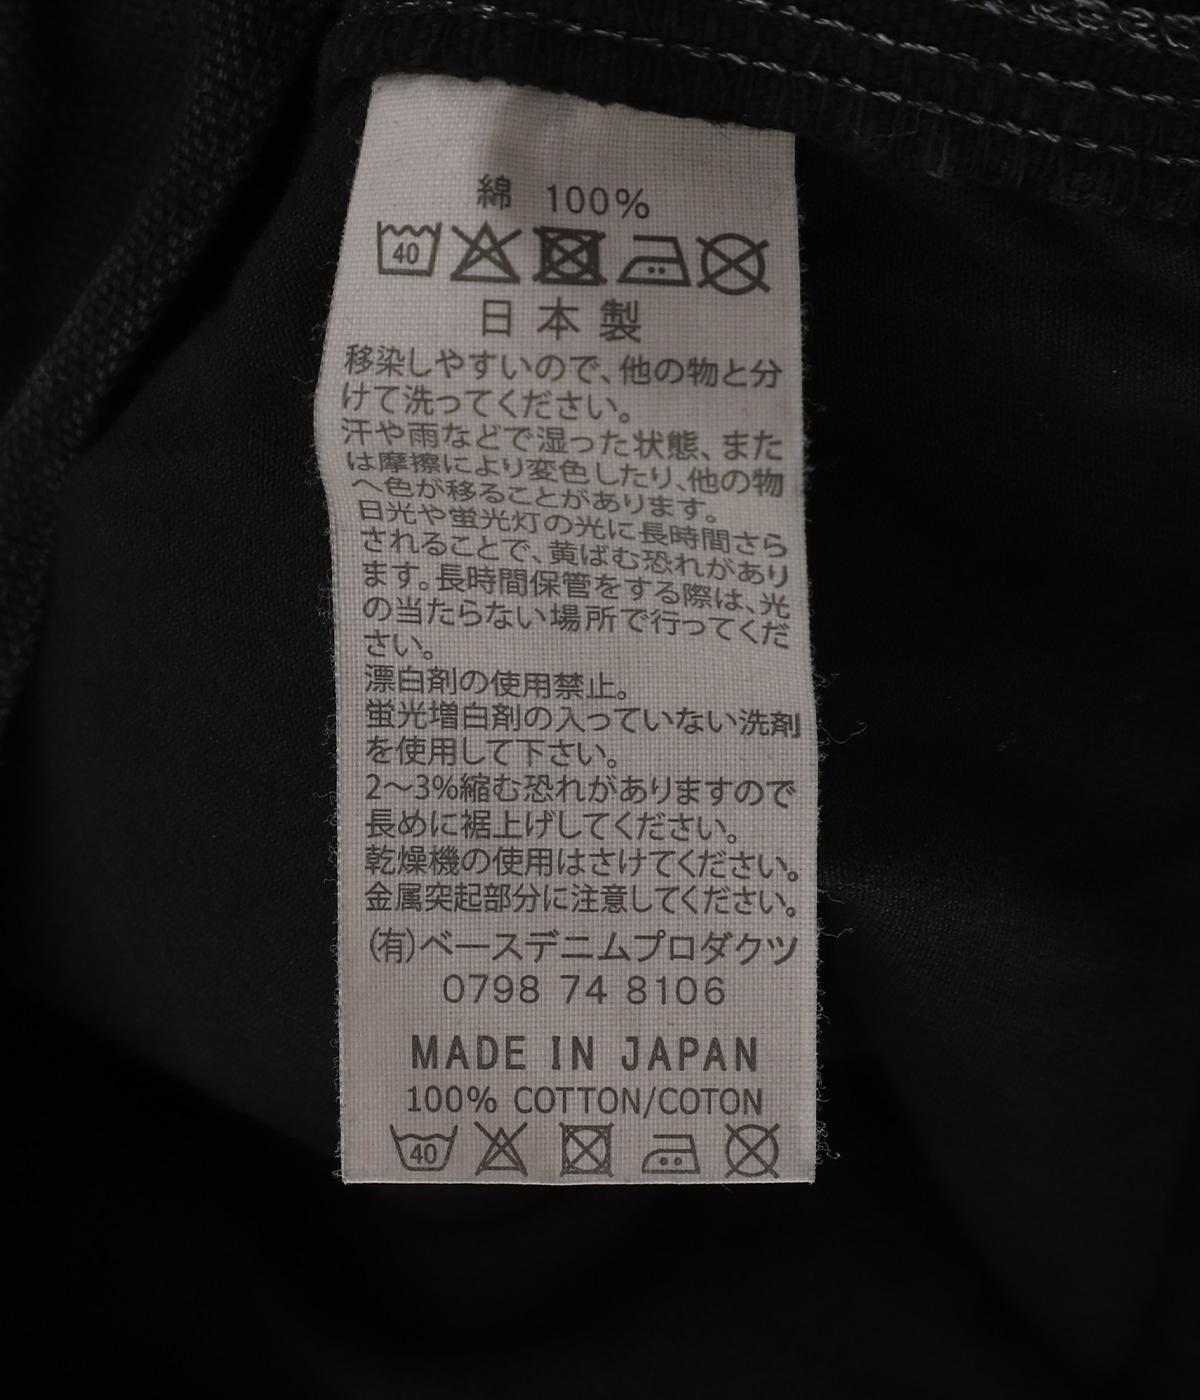 綿 100%
40
日本製
移染しやすいので、他の物と分
けて洗ってください。
汗や雨などで湿った状態、また
は摩擦により変色したり、他の物
へ色が移ることがあります。
日光や蛍光灯の光に長時間さら
されることで、黄ばむ恐れがあり
ます。長時間保管をする際は、光
の当たらない場所で行ってくだ
さい。
漂白剤の使用禁止。
蛍光増白剤の入っていない洗剤
を使用して下さい。
2〜3%縮む恐れがありますので
長めに裾上げしてください。
乾燥機の使用はさけてください。
金属突起部分に注意してください。
(有)ベースデニムプロダクツ
0798 74 8106
MADE IN JAPAN
100% COTTON/COTON
40